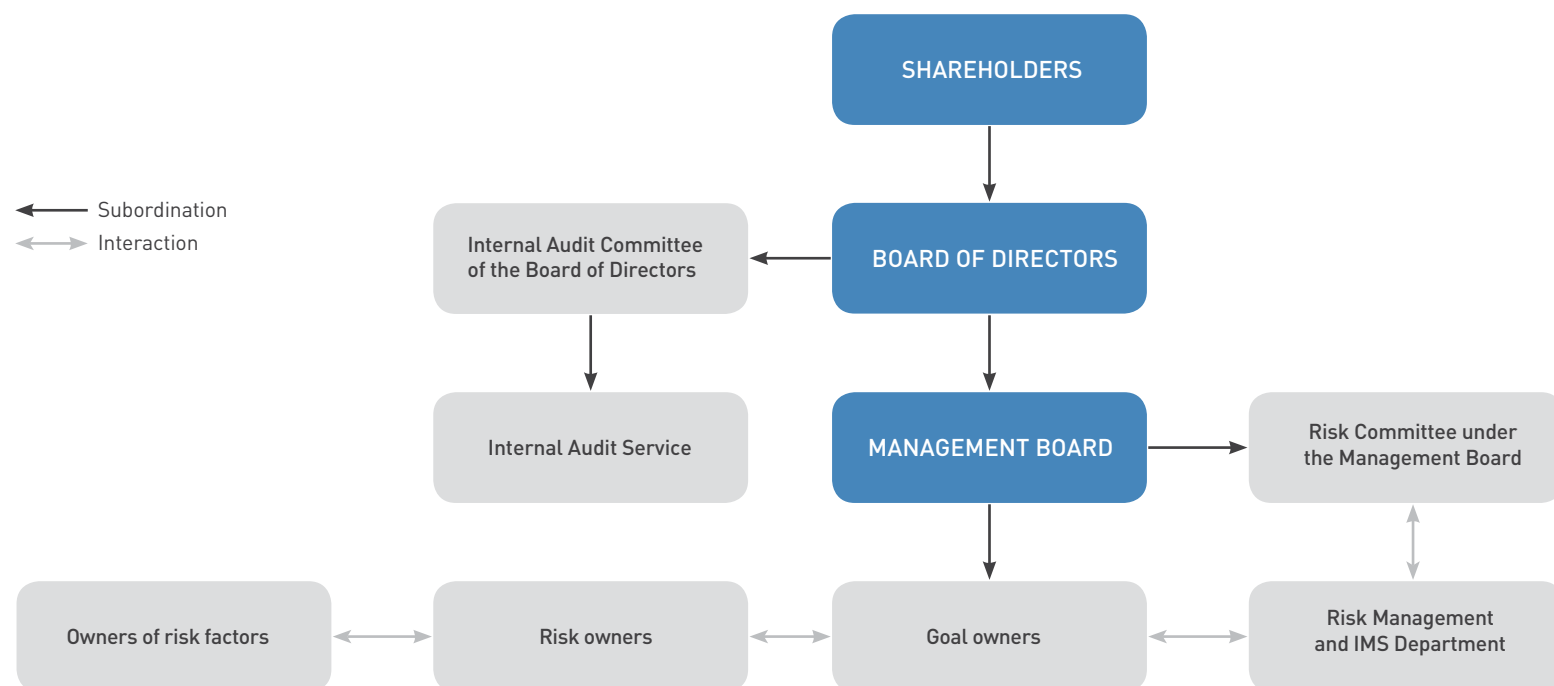 SHAREHOLDERS
Subordination
Interaction
Internal Audit Committee
of the Board of Directors
BOARD OF DIRECTORS
Internal Audit Service
MANAGEMENT BOARD
Risk Committee under
the Management Board
Owners of risk factors
Risk owners
Goal owners
Risk Management
and IMS Department